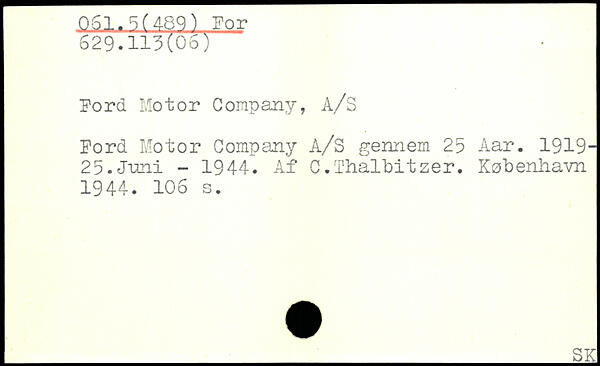 061.5(489) For
629.113(06)
Ford Motor Company, A/S
Ford Motor Company A/S gennem 25 Aar. 1919-
25.Juni - 1944. Af C.Thalbitzer. København
1944. 106 s.
SK